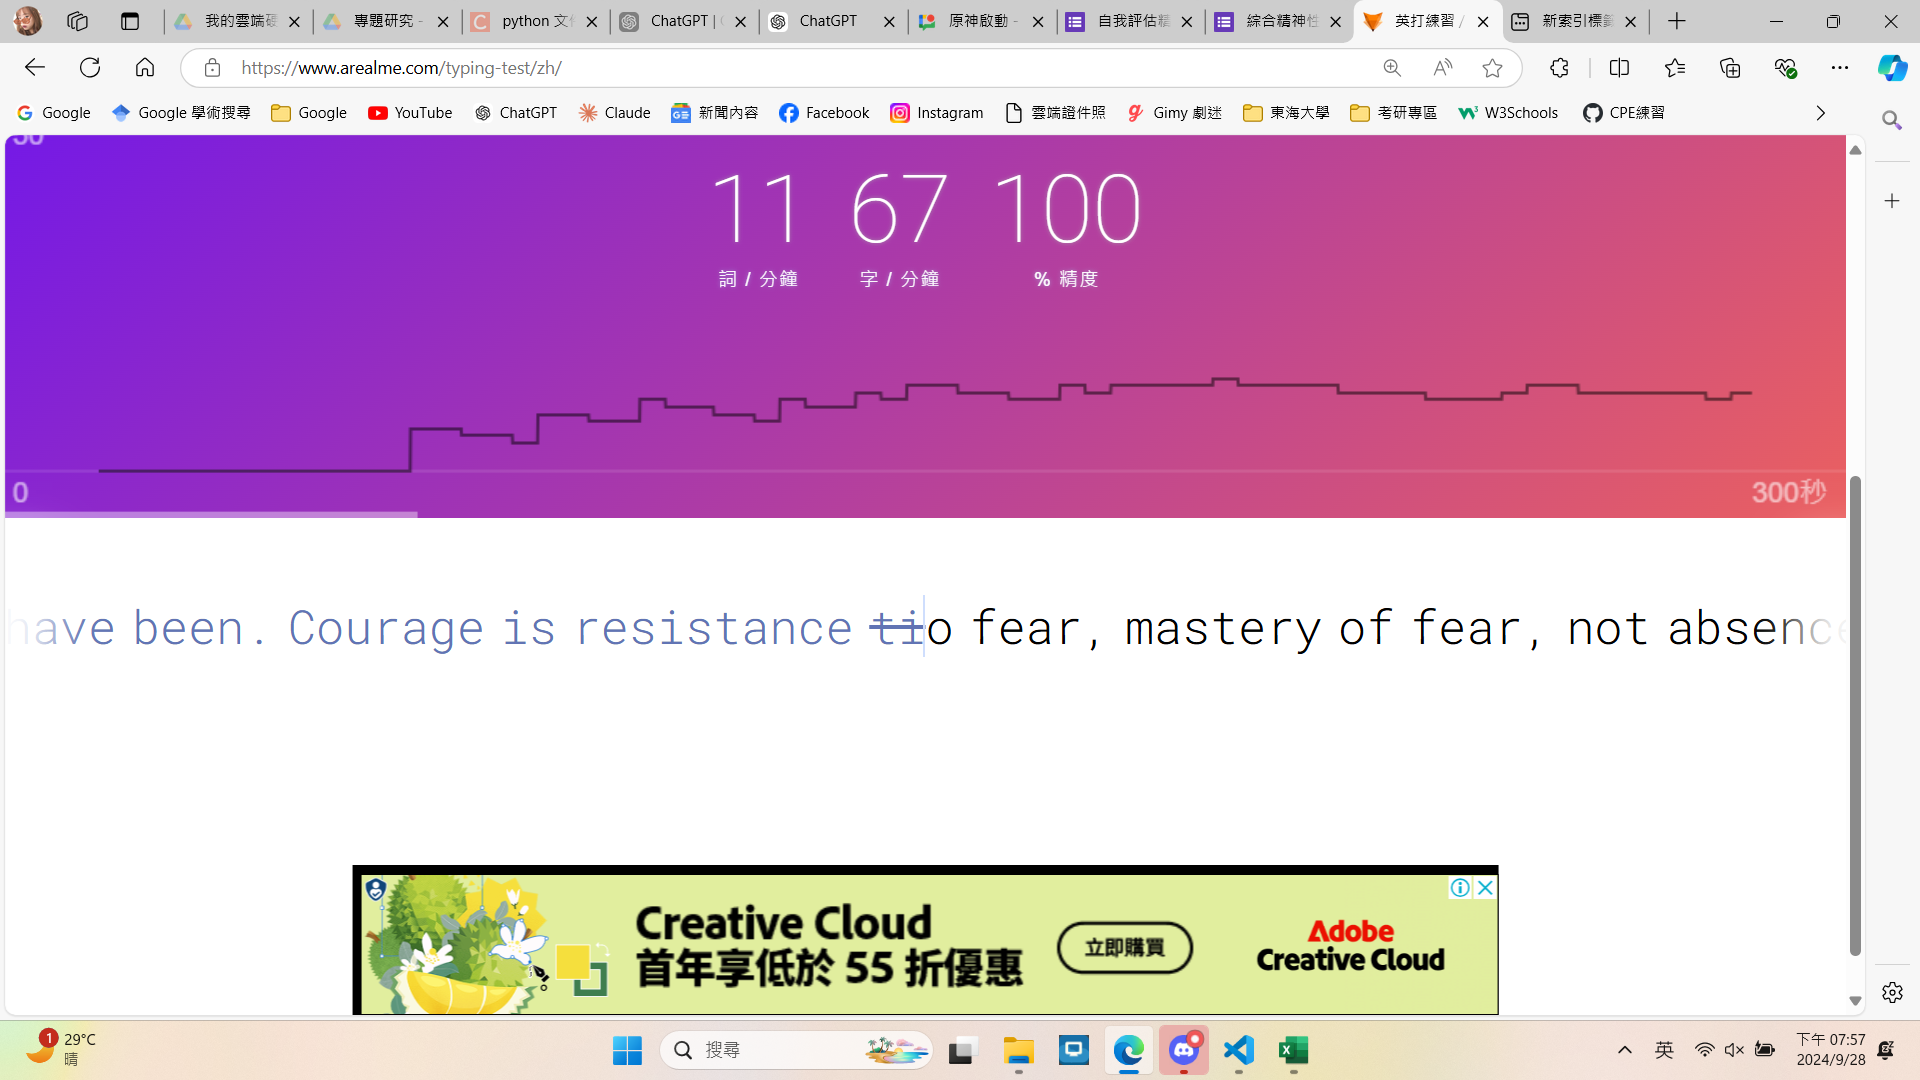 我的雲端硬
專題研究 -
python 文件
ChatGPT |
ChatGPT
原神啟動 -
自我評估精
綜合精神性
英打練習 /
新索引標籤
https://www.arealme.com/typing-test/zh/
Google
Google 學術搜尋
Google
YouTube
ChatGPT
Claude
新聞內容
Facebook
Instagram
雲端證件照
Gimy 劇迷
東海大學
考研專區
W3Schools
CPE練習
50
11 67 100
詞 / 分鐘 字 / 分鐘 % 精度
0 300秒
have been. Courage is resistance tio fear, mastery of fear, not absence
Creative Cloud
首年享低於 55 折優惠
立即購買
Adobe
Creative Cloud
1
29°C
晴
搜尋
英
下午 07:57
2024/9/28